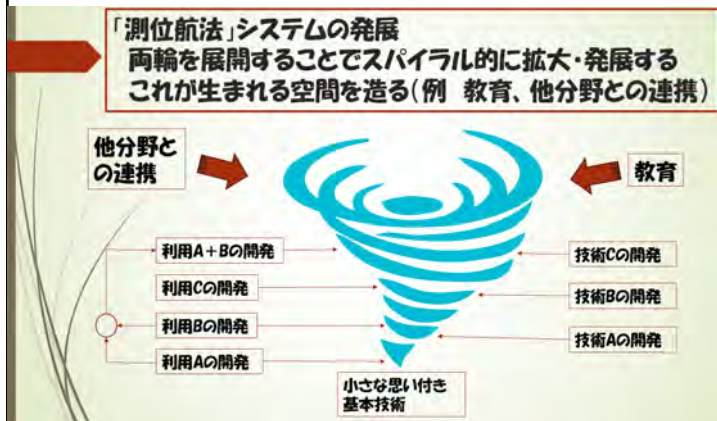 「測位航法」システムの発展
両輪を展開することでスパイラル的に拡大・発展する
これが生まれる空間を造る(例 教育、他分野との連携)
他分野と
の連携
教育
利用A+Bの開発
利用Cの開発
利用Bの開発
利用Aの開発
技術Cの開発
技術Bの開発
技術Aの開発
小さな思い付き
基本技術